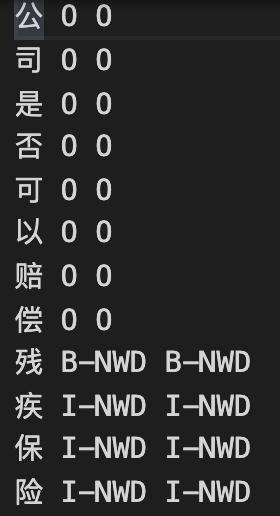 公 O O
司 O O
是 O O
否 O O
可 O O
以 O O
赔 O O
偿 O O
残 B-NWD B-NWD
疾 I-NWD I-NWD
保 I-NWD I-NWD
险 I-NWD I-NWD